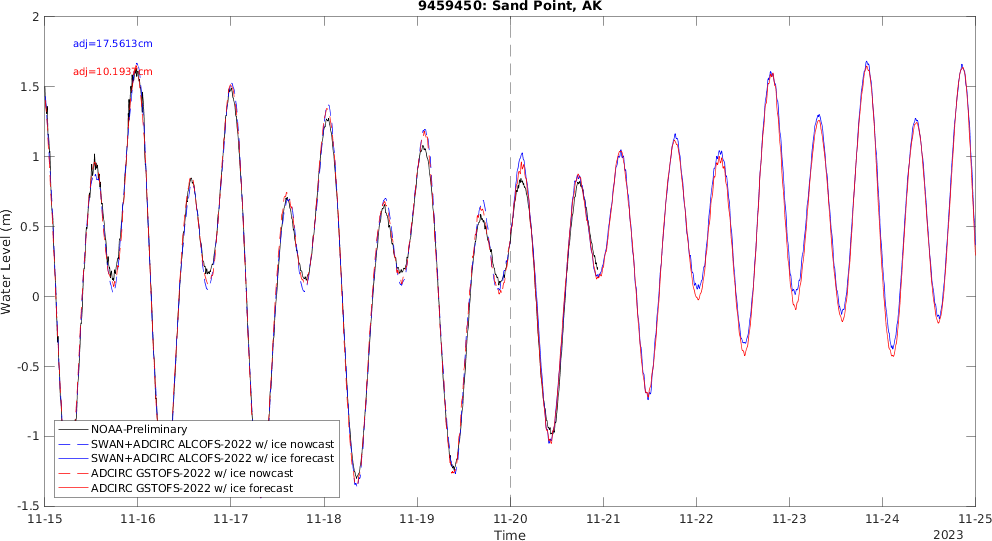 9459450: Sand Point, AK
adj=17.5613cm
adj=10.1937cm
Water Level (m)
2
1.5
1
0.5
0
-0.5
-1
-1.5
NOAA-Preliminary
SWAN+ADCIRC ALCOFS-2022 w/ ice nowcast
SWAN+ADCIRC ALCOFS-2022 w/ ice forecast
ADCIRC GSTOFS-2022 w/ ice nowcast
ADCIRC GSTOFS-2022 w/ ice forecast
11-15 11-16 11-17 11-18 11-19 11-20 11-21 11-22 11-23 11-24 11-25
Time
2023